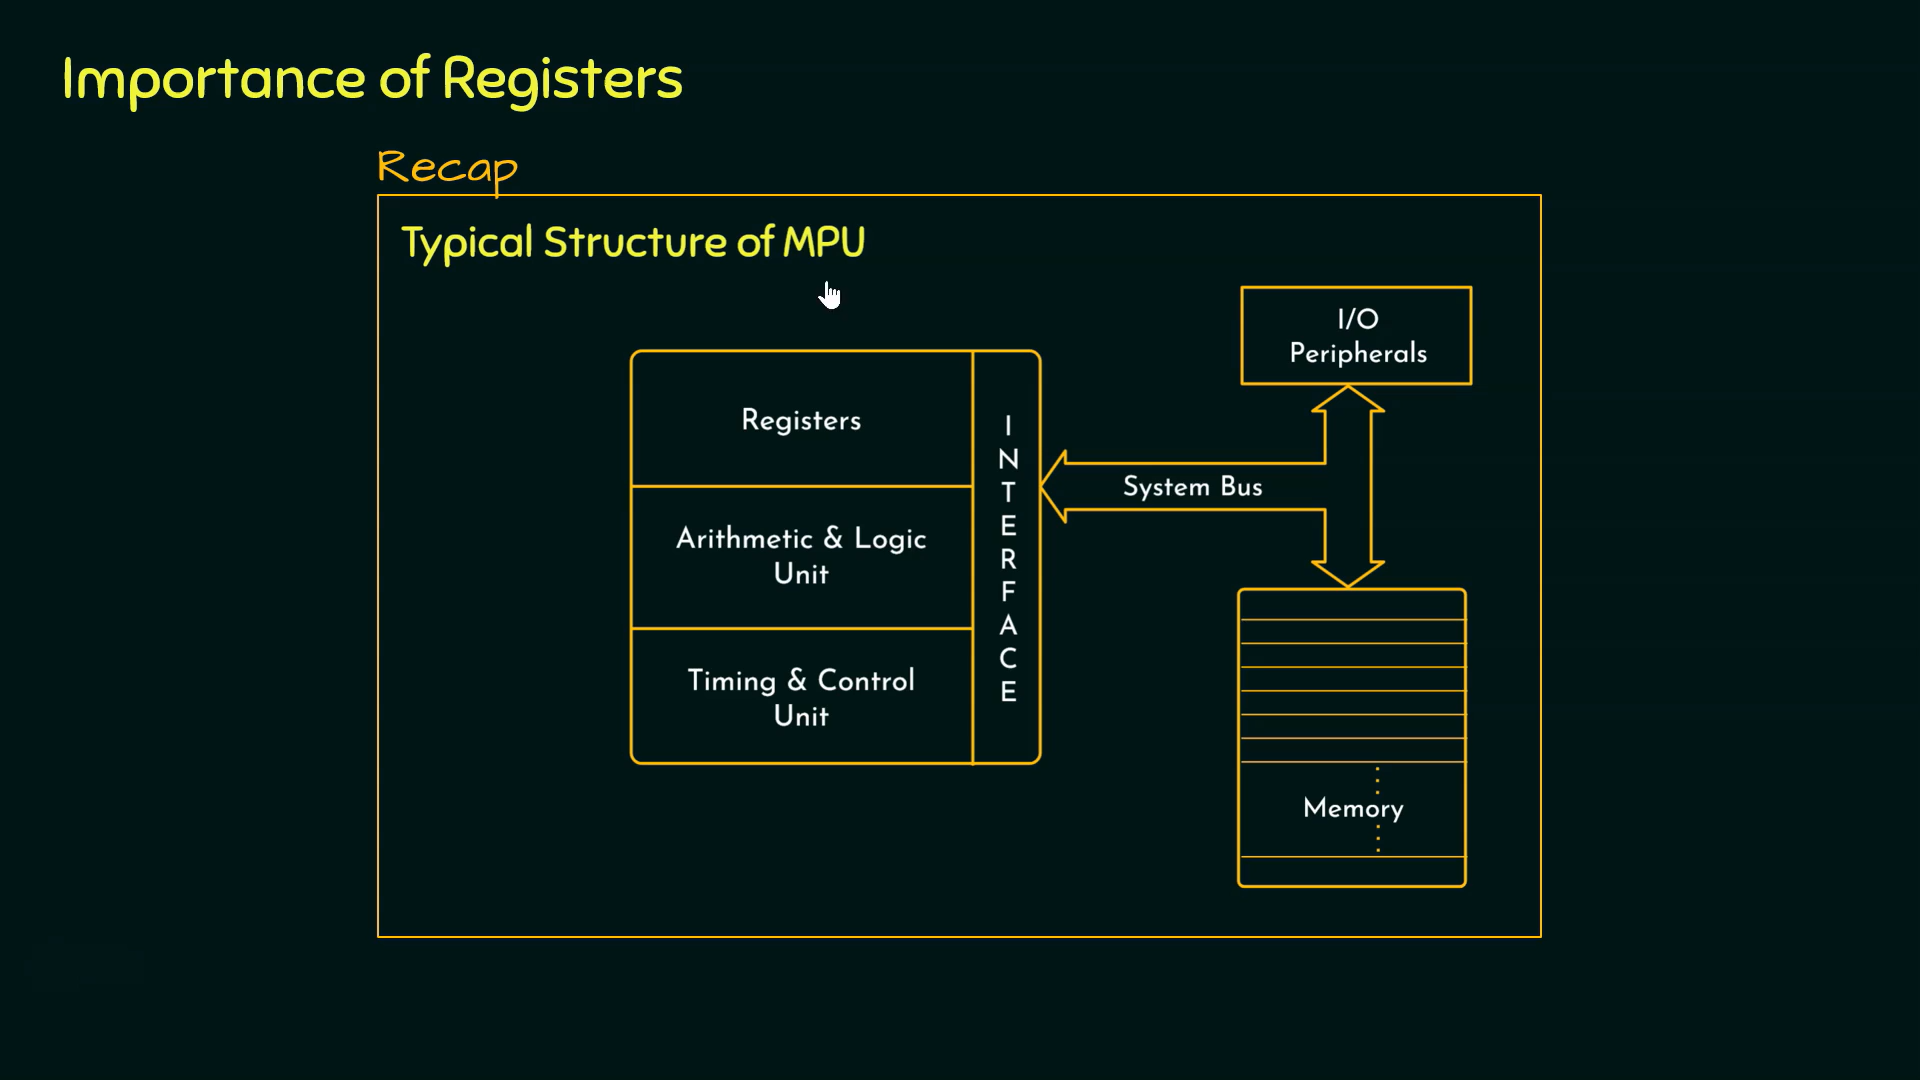 Importance of Registers
Recap
Typical Structure of MPU
I/O
Peripherals
Registers
Arithmetic & Logic
Unit
Timing & Control
Unit
I
N
T
E
R
F
A
C
E
System Bus
Memory